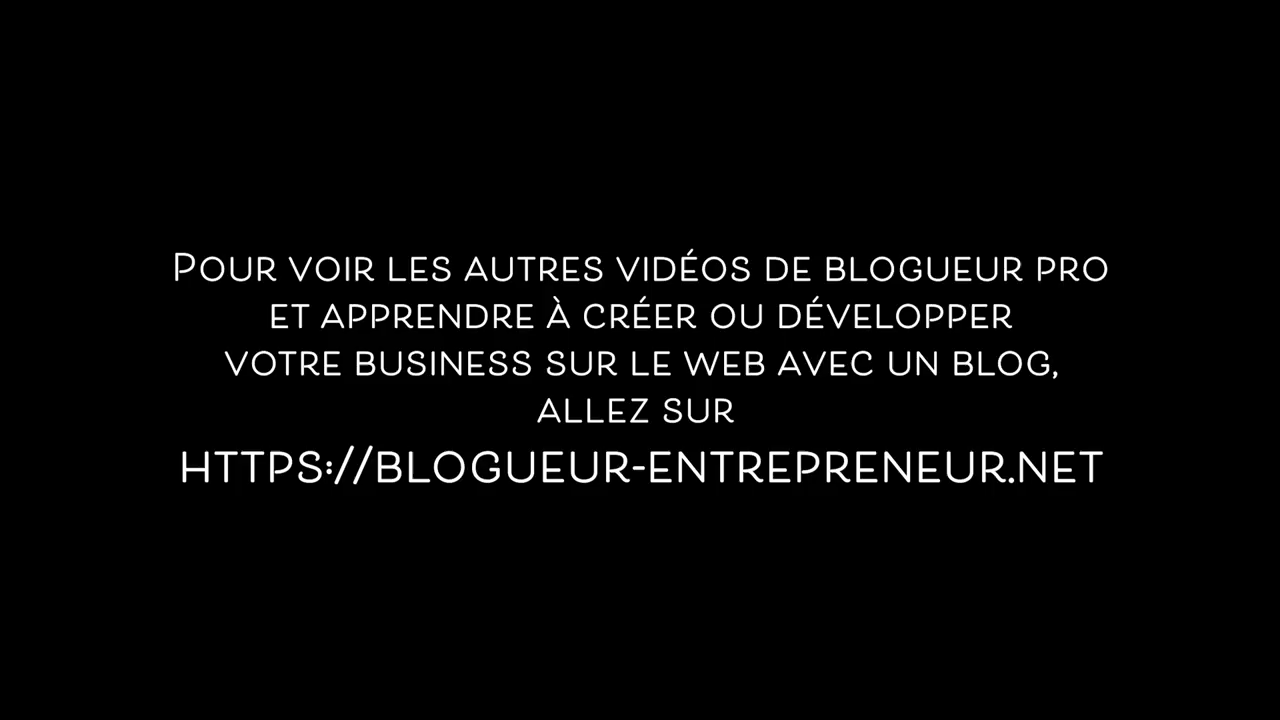 Pour voir les autres vidéos de blogueur pro
et apprendre à créer ou développer
votre business sur le web avec un blog,
allez sur
https://blogueur-entrepreneur.net